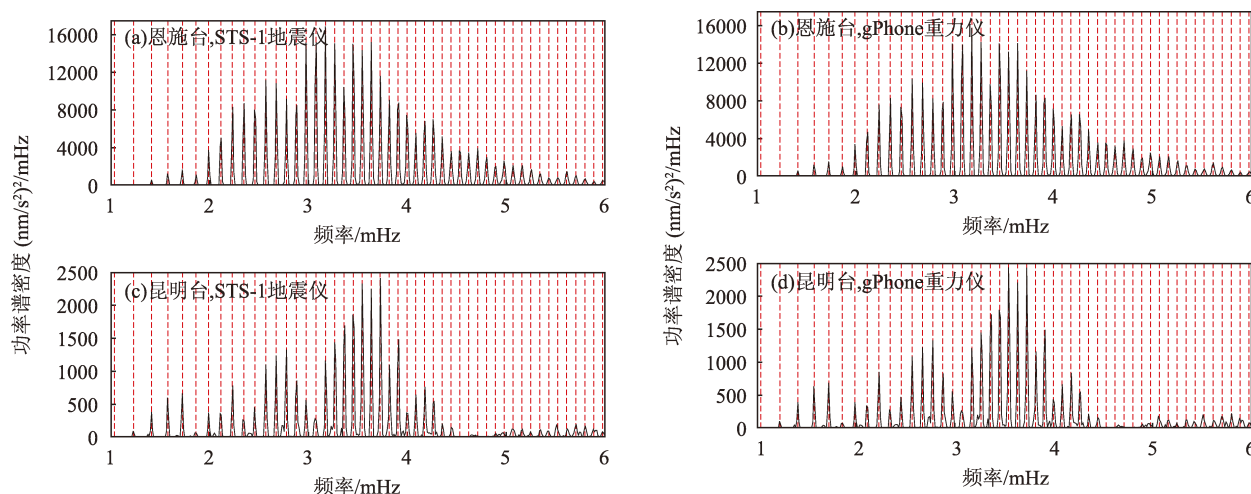 (a)恩施台,STS-1地震仪
16000
12000
8000
4000
0
1 2 3 4 5 6
频率/mHz
(b)恩施台,gPhone重力仪
16000
12000
8000
4000
0
1 2 3 4 5 6
频率/mHz
功率谱密度 (nm/s²)²/mHz
功率谱密度 (nm/s²)²/mHz
(c)昆明台,STS-1地震仪
2500
2000
1500
1000
500
0
1 2 3 4 5 6
频率/mHz
(d)昆明台,gPhone重力仪
2500
2000
1500
1000
500
0
1 2 3 4 5 6
频率/mHz